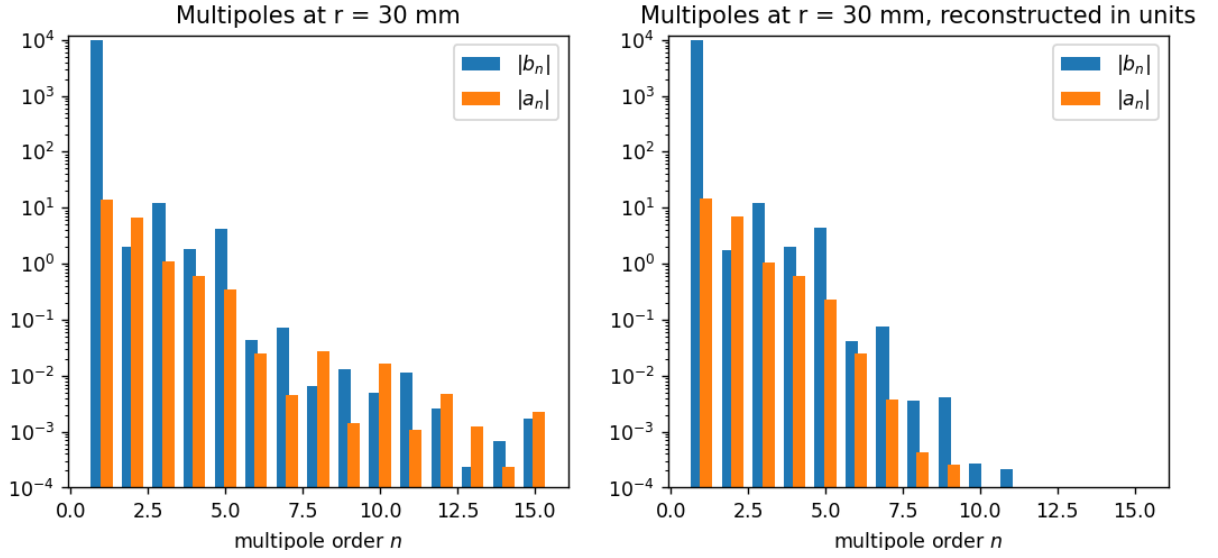 Multipoles at r = 30 mm
10⁴
10³
10²
10¹
10⁰
10⁻¹
10⁻²
10⁻³
10⁻⁴
|bₙ|
|aₙ|
0.0 2.5 5.0 7.5 10.0 12.5 15.0
multipole order n
Multipoles at r = 30 mm, reconstructed in units
10⁴
10³
10²
10¹
10⁰
10⁻¹
10⁻²
10⁻³
10⁻⁴
|bₙ|
|aₙ|
0.0 2.5 5.0 7.5 10.0 12.5 15.0
multipole order n